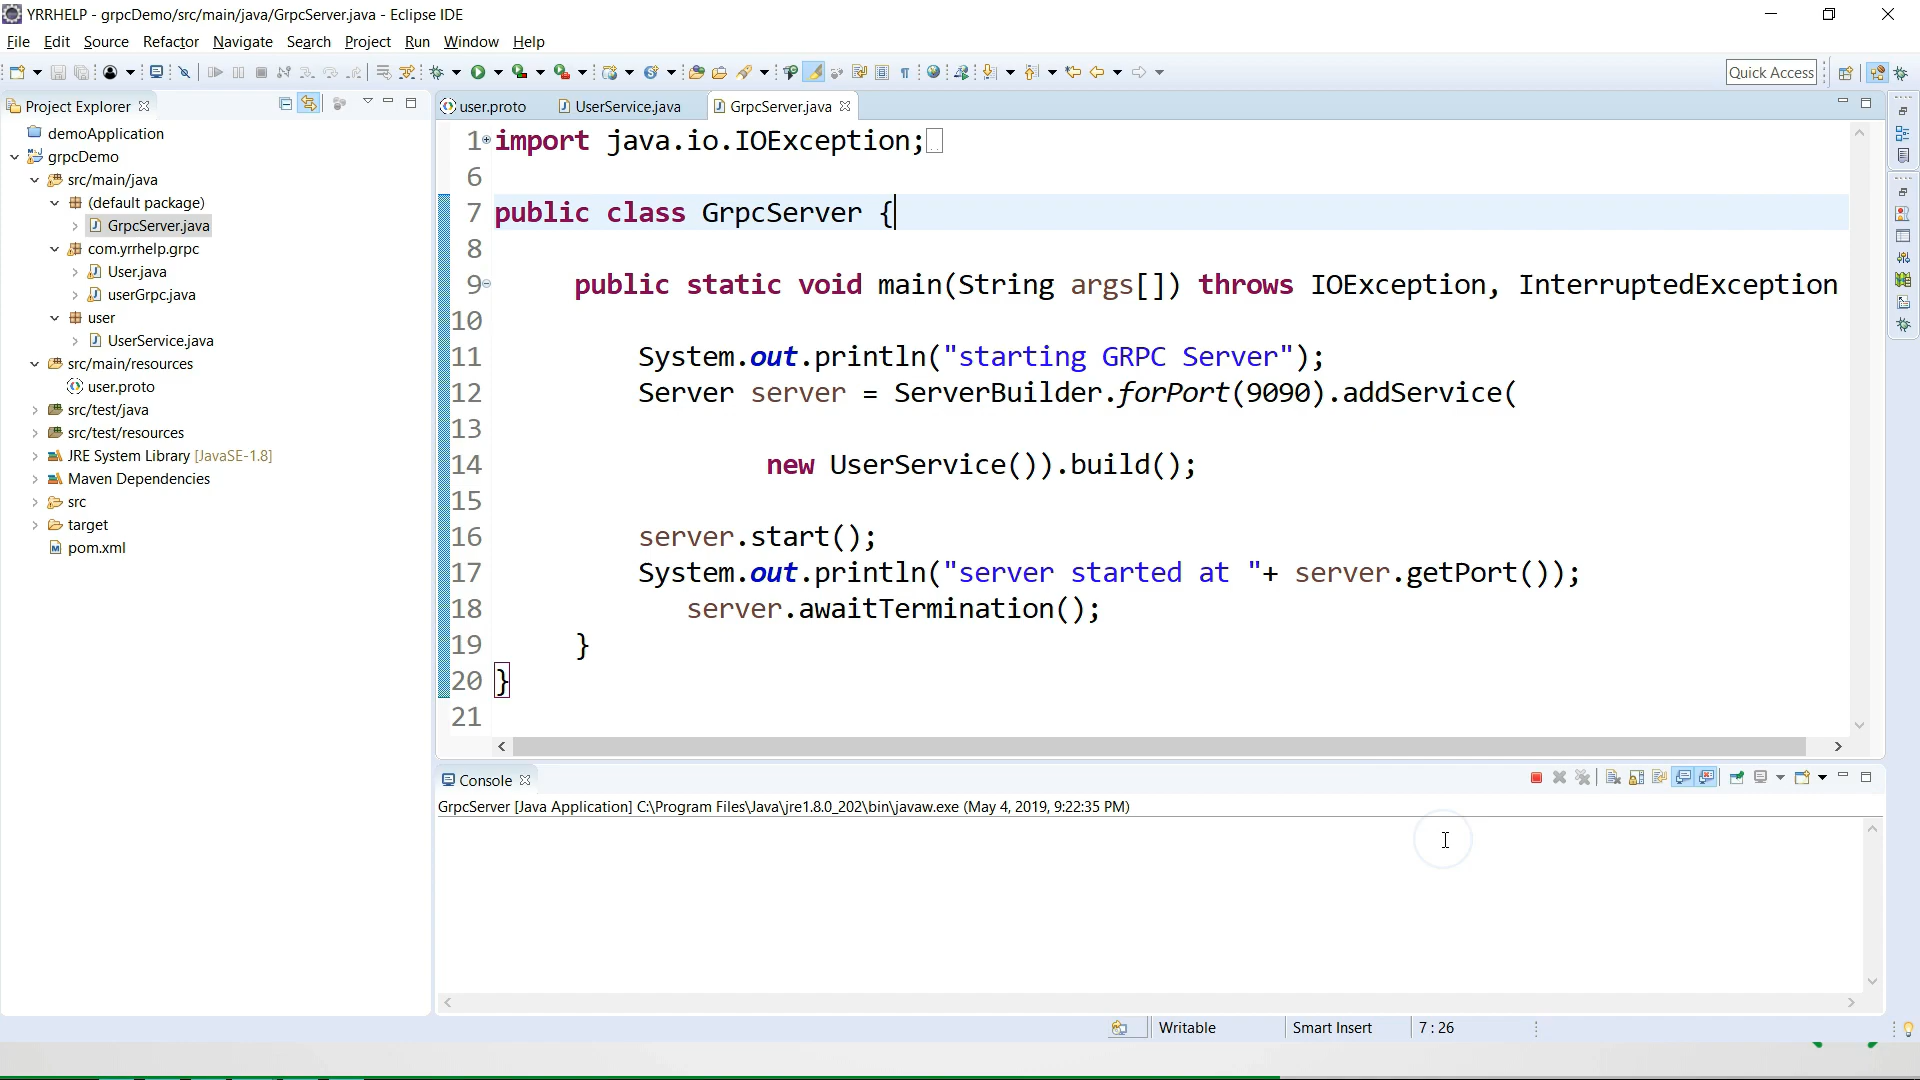 YRRHELP - grpcDemo/src/main/java/GrpcServer.java - Eclipse IDE
File Edit Source Refactor Navigate Search Project Run Window Help
Quick Access
Project Explorer
demoApplication
grpcDemo
src/main/java
(default package)
GrpcServer.java
com.yrrhelp.grpc
User.java
userGrpc.java
user
UserService.java
src/main/resources
user.proto
src/test/java
src/test/resources
JRE System Library [JavaSE-1.8]
Maven Dependencies
src
target
pom.xml
user.proto UserService.java GrpcServer.java
1 import java.io.IOException;
6
7 public class GrpcServer {
8
9 public static void main(String args[]) throws IOException, InterruptedException
10
11 System.out.println("starting GRPC Server");
12 Server server = ServerBuilder.forPort(9090).addService(
13
14 new UserService()).build();
15
16 server.start();
17 System.out.println("server started at "+ server.getPort());
18 server.awaitTermination();
19 }
20 }
21
Console
GrpcServer [Java Application] C:\Program Files\Java\jre1.8.0_202\bin\javaw.exe (May 4, 2019, 9:22:35 PM)
Writable Smart Insert 7 : 26